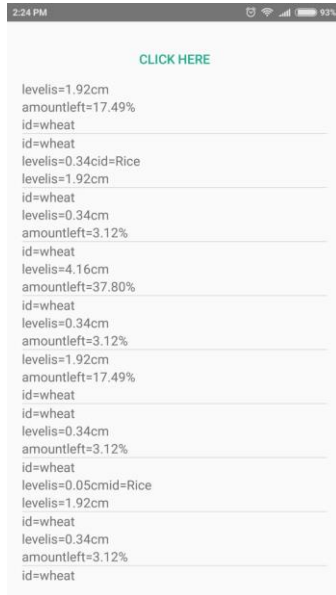 2:24 PM 93%
CLICK HERE
levelis=1.92cm
amountleft=17.49%
id=wheat
id=wheat
levelis=0.34cid=Rice
levelis=1.92cm
id=wheat
levelis=0.34cm
amountleft=3.12%
id=wheat
levelis=4.16cm
amountleft=37.80%
id=wheat
levelis=0.34cm
amountleft=3.12%
levelis=1.92cm
amountleft=17.49%
id=wheat
id=wheat
levelis=0.34cm
amountleft=3.12%
id=wheat
levelis=0.05cmid=Rice
levelis=1.92cm
id=wheat
levelis=0.34cm
amountleft=3.12%
id=wheat